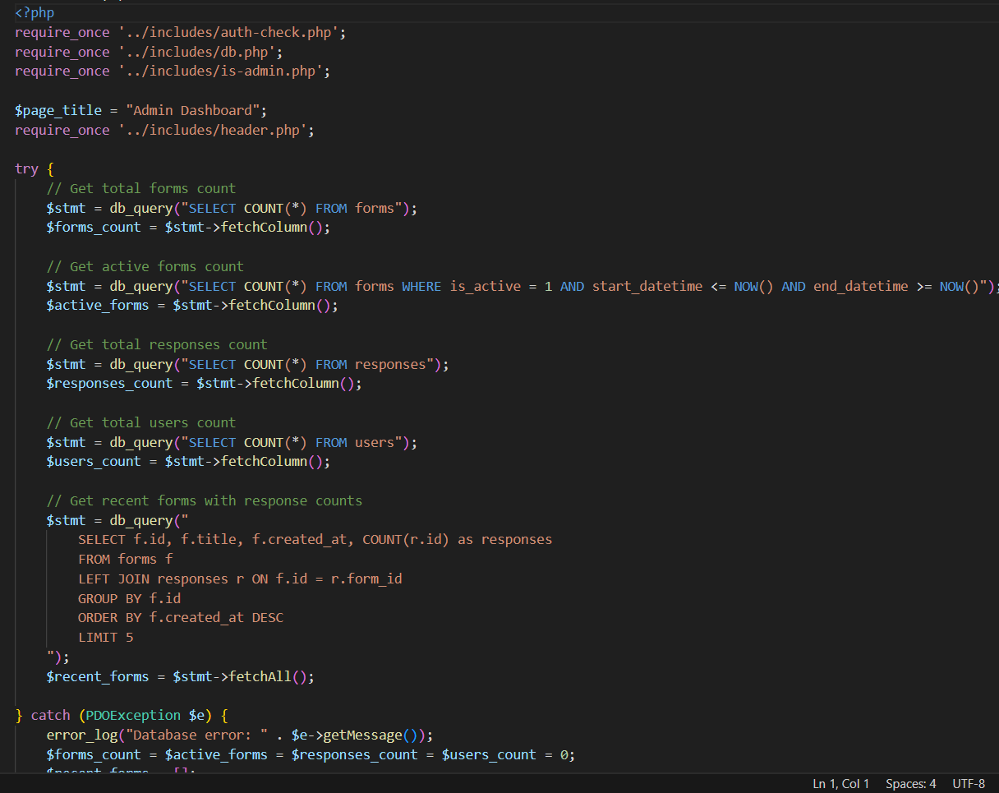 <?php
require_once '../includes/auth-check.php';
require_once '../includes/db.php';
require_once '../includes/is-admin.php';

$page_title = "Admin Dashboard";
require_once '../includes/header.php';

try {
    // Get total forms count
    $stmt = db_query("SELECT COUNT(*) FROM forms");
    $forms_count = $stmt->fetchColumn();

    // Get active forms count
    $stmt = db_query("SELECT COUNT(*) FROM forms WHERE is_active = 1 AND start_datetime <= NOW() AND end_datetime >= NOW()");
    $active_forms = $stmt->fetchColumn();

    // Get total responses count
    $stmt = db_query("SELECT COUNT(*) FROM responses");
    $responses_count = $stmt->fetchColumn();

    // Get total users count
    $stmt = db_query("SELECT COUNT(*) FROM users");
    $users_count = $stmt->fetchColumn();

    // Get recent forms with response counts
    $stmt = db_query("
        SELECT f.id, f.title, f.created_at, COUNT(r.id) as responses
        FROM forms f
        LEFT JOIN responses r ON f.id = r.form_id
        GROUP BY f.id
        ORDER BY f.created_at DESC
        LIMIT 5
    ");
    $recent_forms = $stmt->fetchAll();

} catch (PDOException $e) {
    error_log("Database error: " . $e->getMessage());
    $forms_count = $active_forms = $responses_count = $users_count = 0;
    $recent_forms = [];
Ln 1, Col 1 Spaces: 4 UTF-8